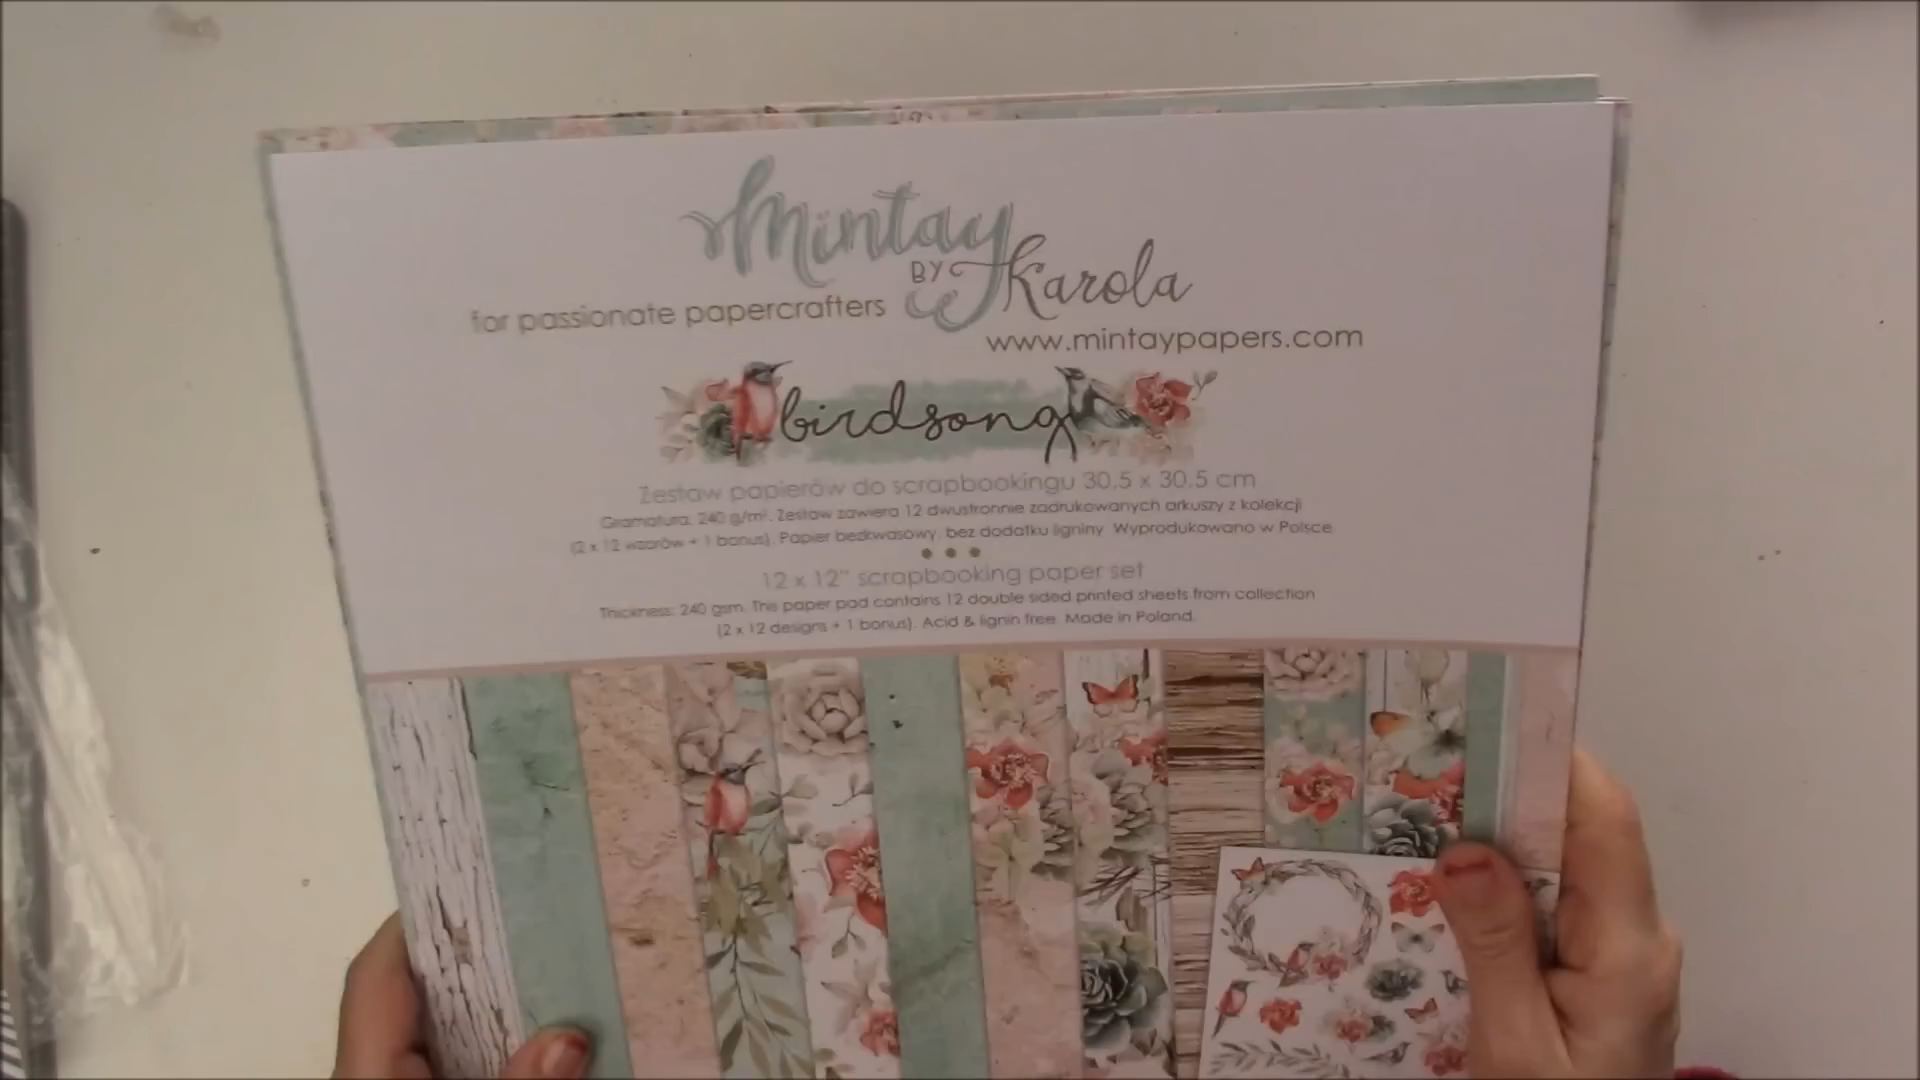 Mintay
BY Karola
for passionate papercrafters
www.mintaypapers.com
birdsong
Zestaw papierów do scrapbookingu 30,5 x 30,5 cm
Gramatura: 240 g/m². Zestaw zawiera 12 dwustronnie zadrukowanych arkuszy z kolekcji
(2 x 12 wzorów + 1 bonus). Papier bezkwasowy, bez dodatku ligniny Wyprodukowano w Polsce
12 x 12" scrapbooking paper set
Thickness: 240 gsm. This paper pad contains 12 double sided printed sheets from collection
(2 x 12 designs + 1 bonus). Acid & lignin free. Made in Poland.